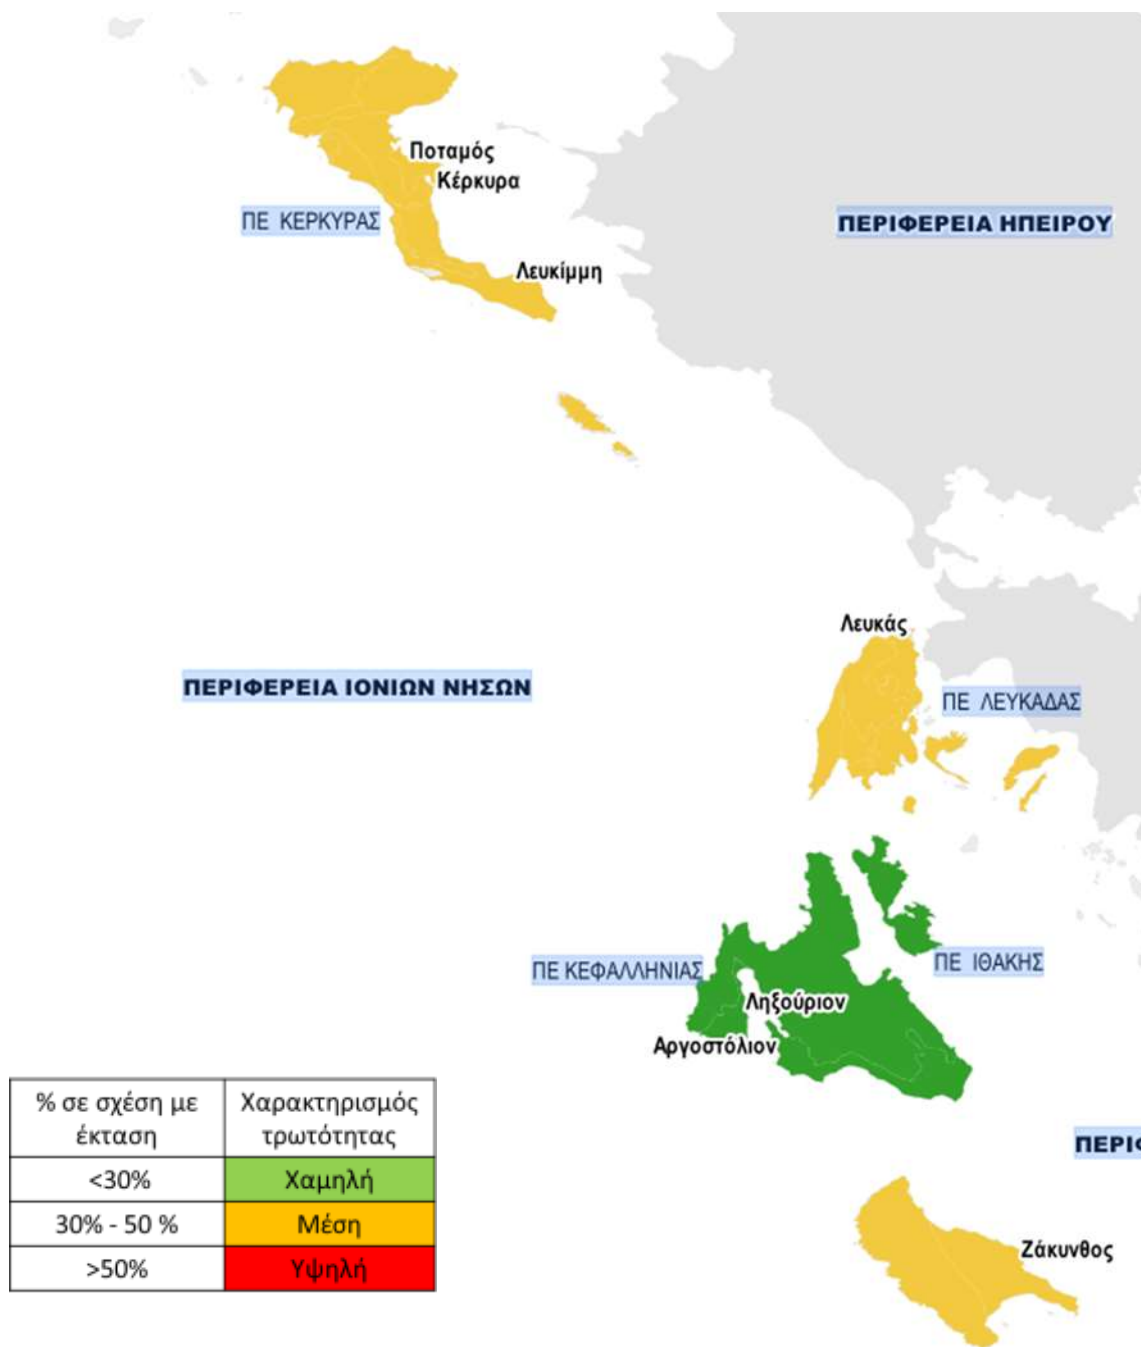 Ποταμός
Κέρκυρα
ΠΕ ΚΕΡΚΥΡΑΣ
ΠΕΡΙΦΕΡΕΙΑ ΗΠΕΙΡΟΥ
Λευκίμμη
Λευκάς
ΠΕΡΙΦΕΡΕΙΑ ΙΟΝΙΩΝ ΝΗΣΩΝ
ΠΕ ΛΕΥΚΑΔΑΣ
ΠΕ ΚΕΦΑΛΛΗΝΙΑΣ
ΠΕ ΙΘΑΚΗΣ
Ληξούριον
Αργοστόλιον
% σε σχέση με έκταση
Χαρακτηρισμός τρωτότητας
<30%
Χαμηλή
30% - 50 %
Μέση
>50%
Υψηλή
ΠΕΡΙΦ
Ζάκυνθος